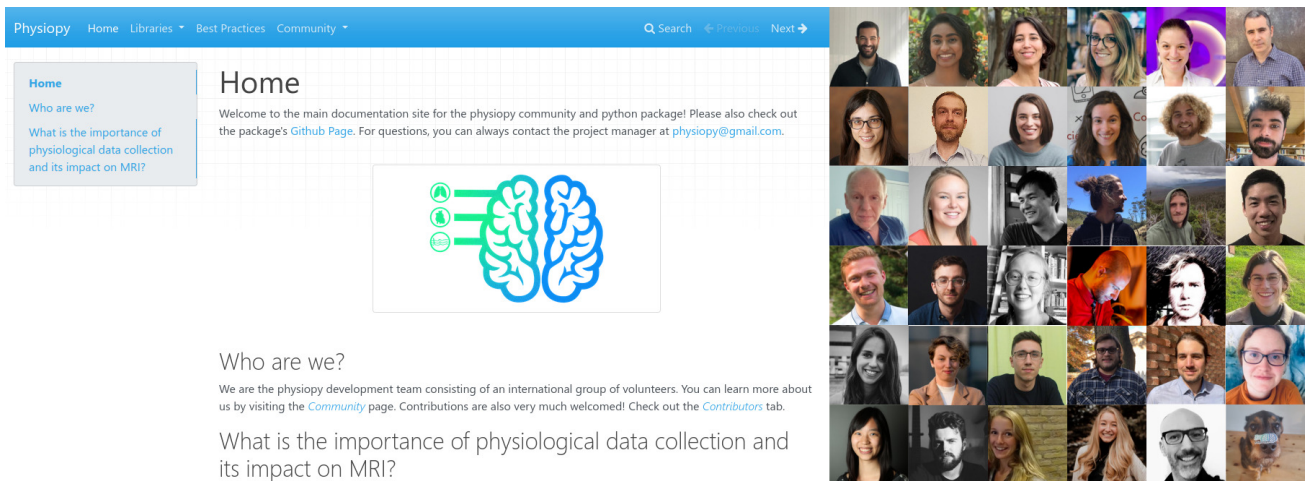 Physiopy Home Libraries Best Practices Community Search Previous Next
Home
Who are we?
What is the importance of
physiological data collection
and its impact on MRI?
Home
Welcome to the main documentation site for the physiopy community and python package! Please also check out
the package's Github Page. For questions, you can always contact the project manager at physiopy@gmail.com.
Who are we?
We are the physiopy development team consisting of an international group of volunteers. You can learn more about
us by visiting the Community page. Contributions are also very much welcomed! Check out the Contributors tab.
What is the importance of physiological data collection and
its impact on MRI?